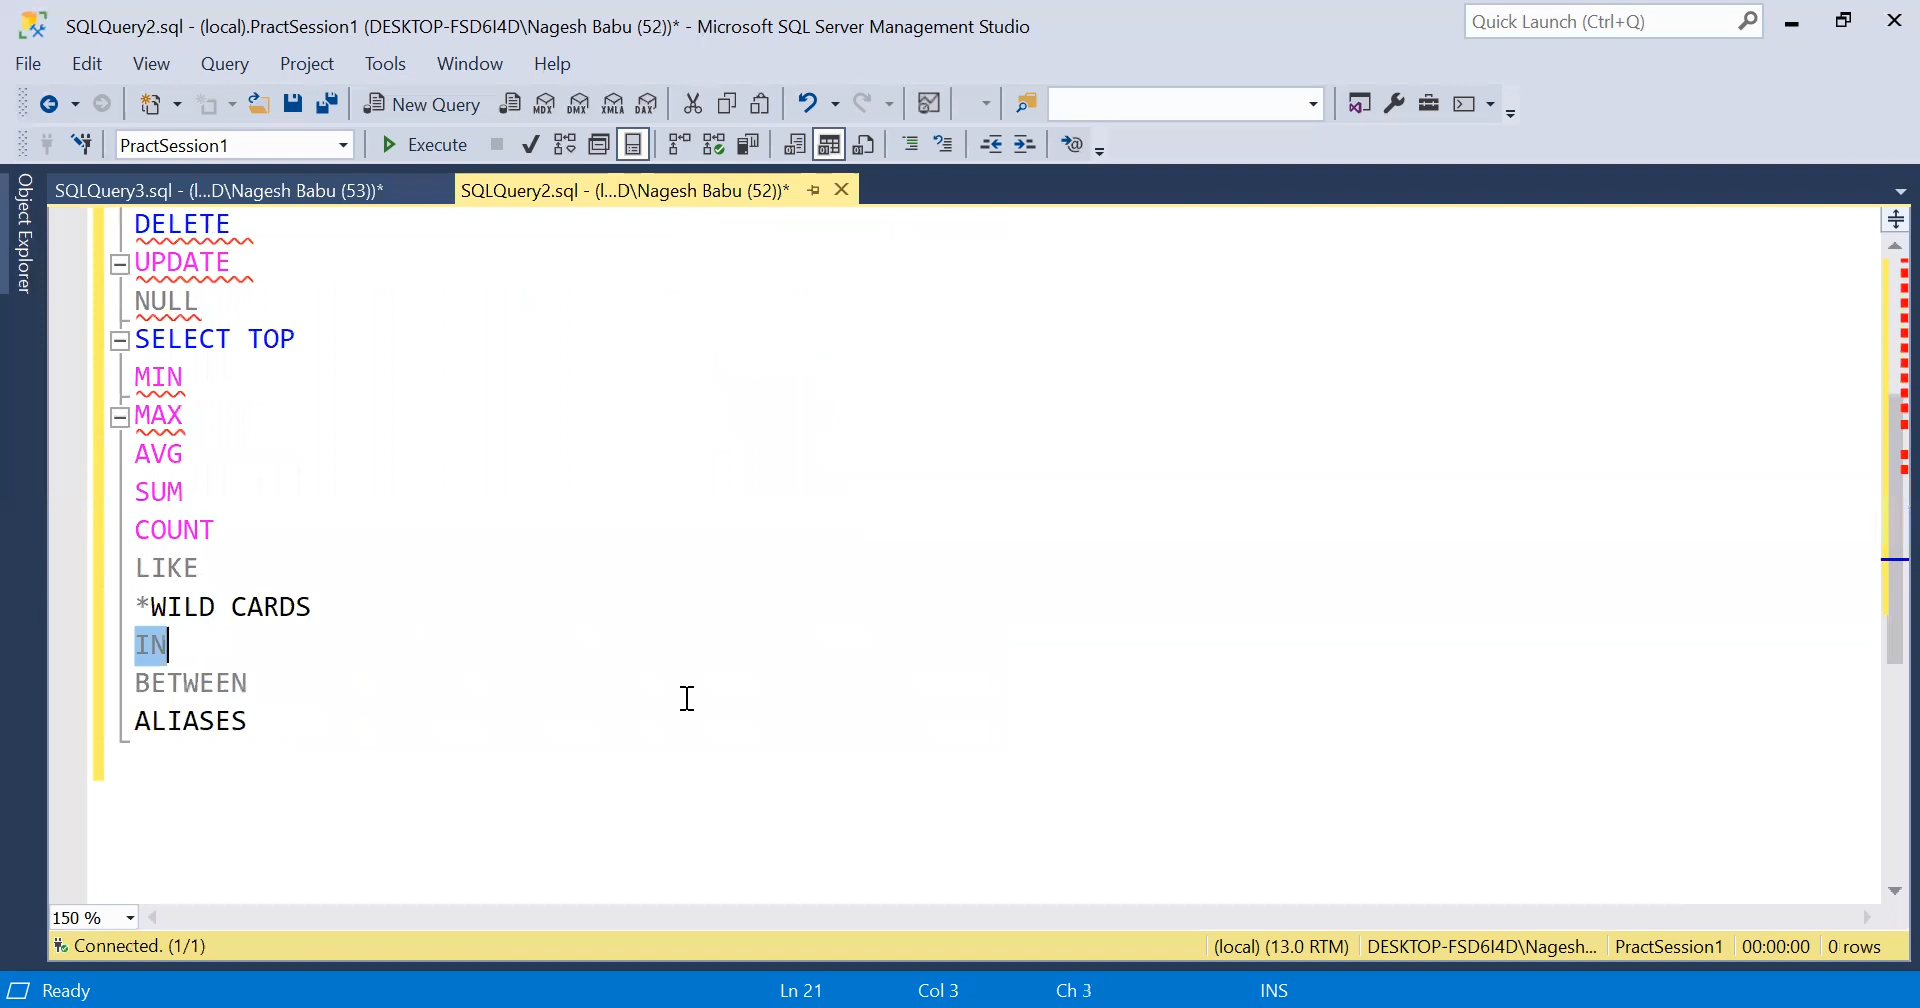 SQLQuery2.sql - (local).PractSession1 (DESKTOP-FSD6I4D\Nagesh Babu (52))* - Microsoft SQL Server Management Studio
Quick Launch (Ctrl+Q)
File Edit View Query Project Tools Window Help
New Query MDX DMX XMLA DAX
PractSession1 Execute
Object Explorer
SQLQuery3.sql - (l...D\Nagesh Babu (53))* SQLQuery2.sql - (l...D\Nagesh Babu (52))*
DELETE
UPDATE
NULL
SELECT TOP
MIN
MAX
AVG
SUM
COUNT
LIKE
*WILD CARDS
IN
BETWEEN
ALIASES
150 %
Connected. (1/1) (local) (13.0 RTM) DESKTOP-FSD6I4D\Nagesh... PractSession1 00:00:00 0 rows
Ready Ln 21 Col 3 Ch 3 INS